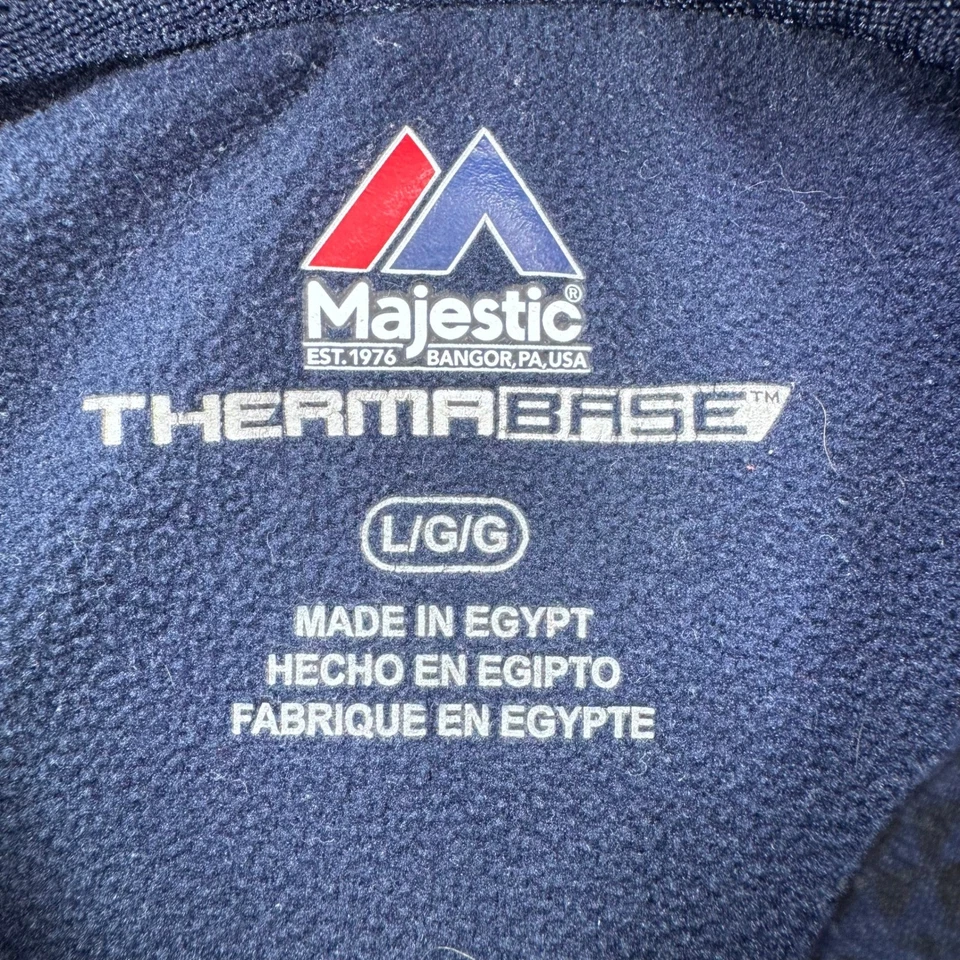 Majestic®
EST.1976 BANGOR,PA,USA
THERMABASE™
L/G/G
MADE IN EGYPT
HECHO EN EGIPTO
FABRIQUE EN EGYPTE